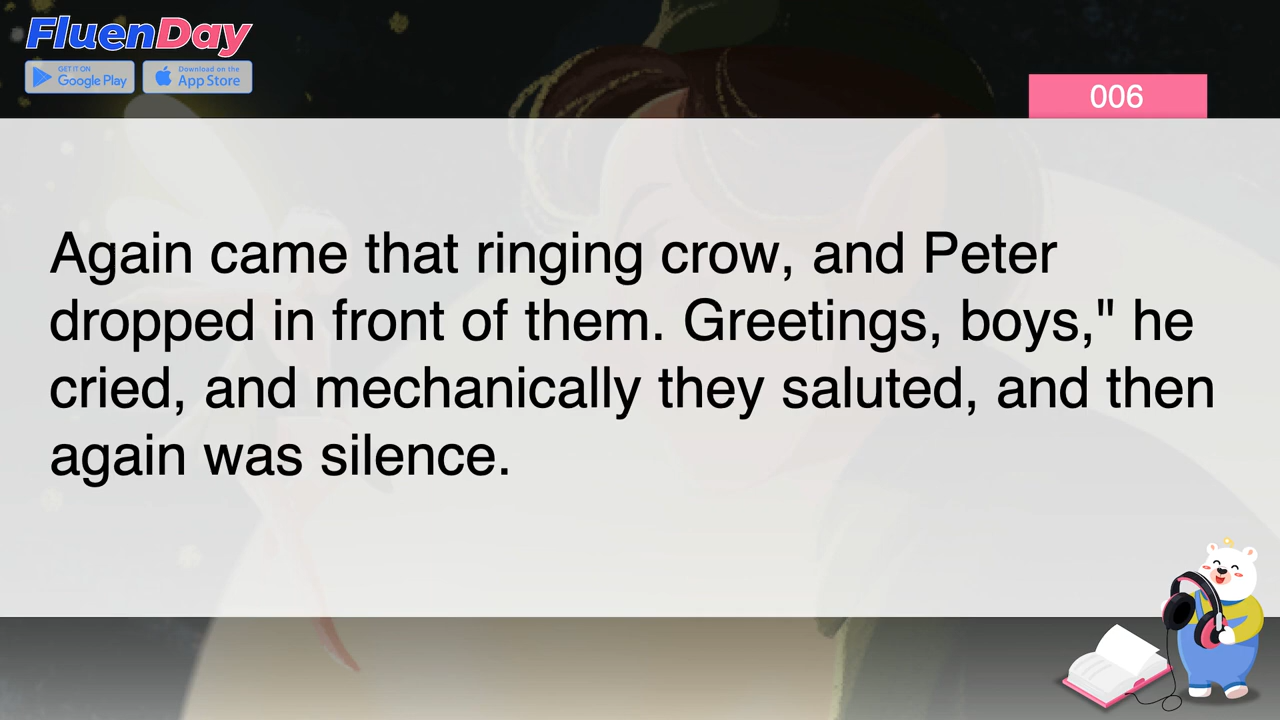 FluenDay
GET IT ON
Google Play
Download on the
App Store
006
Again came that ringing crow, and Peter
dropped in front of them. Greetings, boys," he
cried, and mechanically they saluted, and then
again was silence.